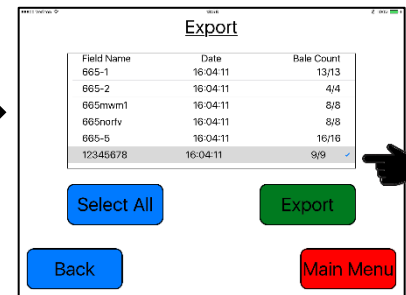 Export
Field Name Date Bale Count
665-1 16:04:11 13/13
665-2 16:04:11 4/4
665mwm1 16:04:11 8/8
665norfv 16:04:11 8/8
665-5 16:04:11 16/16
12345678 16:04:11 9/9
Select All Export
Back Main Menu